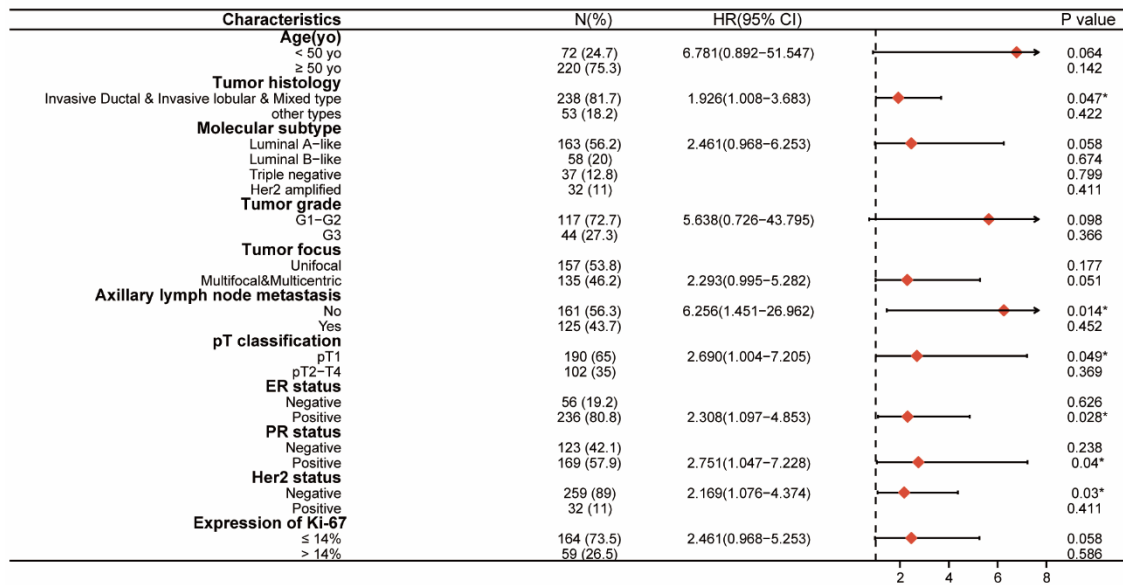 Characteristics N(%) HR(95% CI) P value
Age(yo)
< 50 yo 72 (24.7) 6.781(0.892−51.547) 0.064
≥ 50 yo 220 (75.3) 0.142
Tumor histology
Invasive Ductal & Invasive lobular & Mixed type 238 (81.7) 1.926(1.008−3.683) 0.047*
other types 53 (18.2) 0.422
Molecular subtype
Luminal A−like 163 (56.2) 2.461(0.968−6.253) 0.058
Luminal B−like 58 (20) 0.674
Triple negative 37 (12.8) 0.799
Her2 amplified 32 (11) 0.411
Tumor grade
G1−G2 117 (72.7) 5.638(0.726−43.795) 0.098
G3 44 (27.3) 0.366
Tumor focus
Unifocal 157 (53.8) 0.177
Multifocal&Multicentric 135 (46.2) 2.293(0.995−5.282) 0.051
Axillary lymph node metastasis
No 161 (56.3) 6.256(1.451−26.962) 0.014*
Yes 125 (43.7) 0.452
pT classification
pT1 190 (65) 2.690(1.004−7.205) 0.049*
pT2−T4 102 (35) 0.369
ER status
Negative 56 (19.2) 0.626
Positive 236 (80.8) 2.308(1.097−4.853) 0.028*
PR status
Negative 123 (42.1) 0.238
Positive 169 (57.9) 2.751(1.047−7.228) 0.04*
Her2 status
Negative 259 (89) 2.169(1.076−4.374) 0.03*
Positive 32 (11) 0.411
Expression of Ki-67
≤ 14% 164 (73.5) 2.461(0.968−5.253) 0.058
> 14% 59 (26.5) 0.586
2 4 6 8